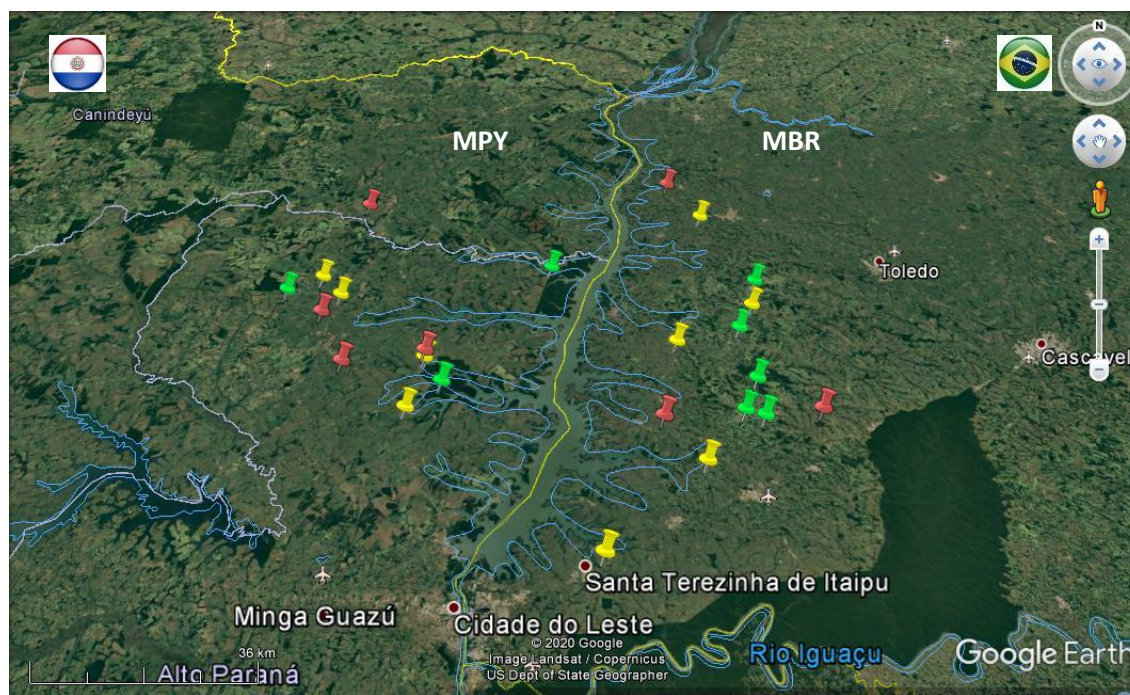 N
Canindeyú
MPY
MBR
Toledo
Cascavel
Santa Terezinha de Itaipu
Minga Guazú
Cidade do Leste
© 2020 Google
Image Landsat / Copernicus
US Dept of State Geographer
36 km
Alto Paraná
Rio Iguaçu
Google Earth